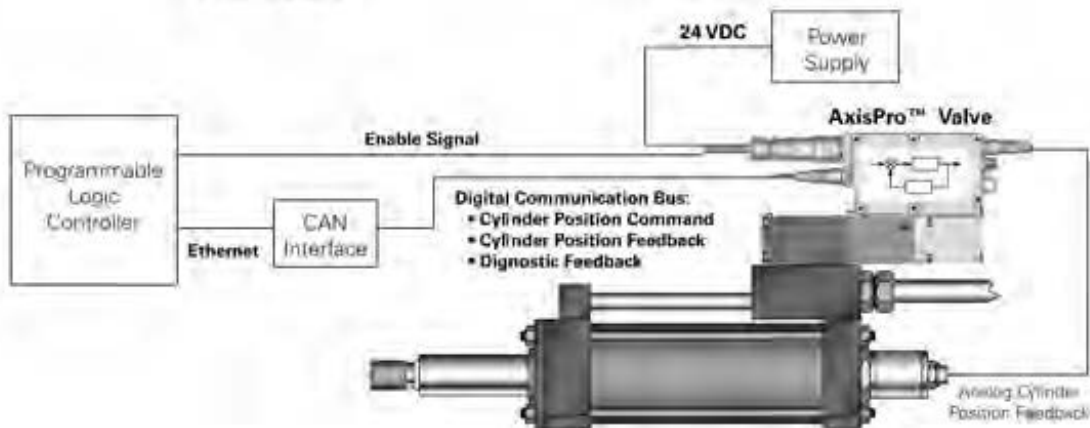 24 VDC
Power
Supply
AxisPro™ Valve
Enable Signal
Programmable
Logic
Controller
Digital Communication Bus:
• Cylinder Position Command
• Cylinder Position Feedback
• Dignostic Feedback
CAN
Interface
Ethernet
Analog Cylinder
Position Feedback